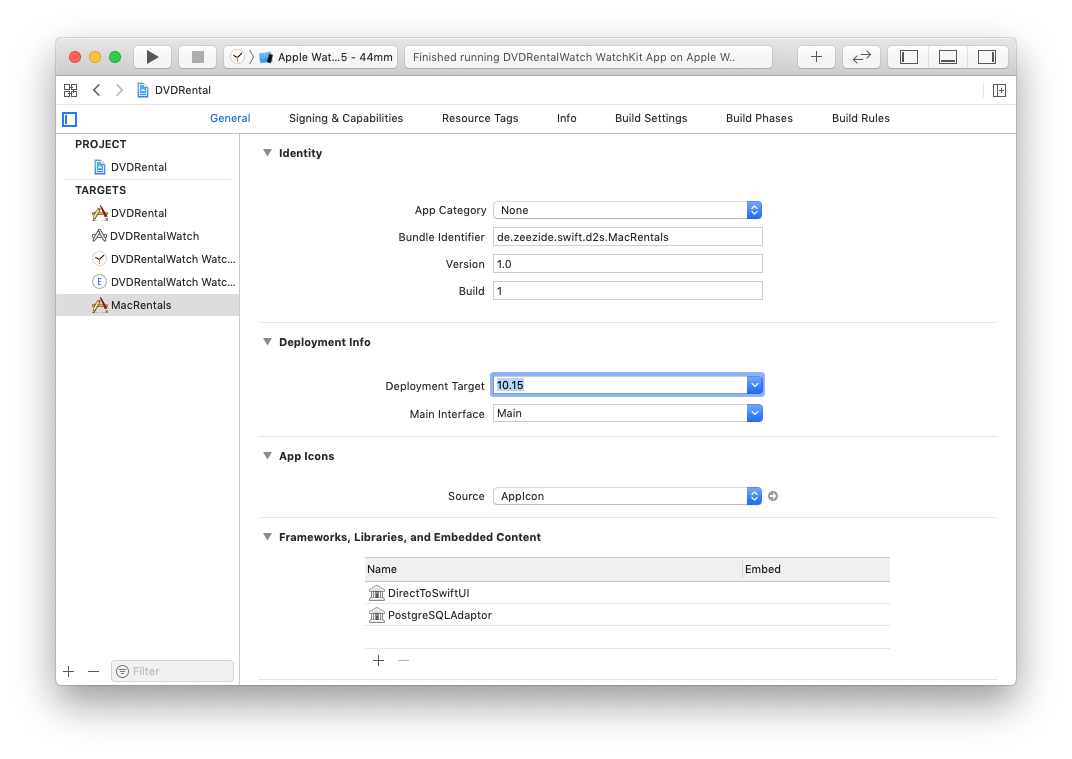 Apple Wat...5 - 44mm
Finished running DVDRentalWatch WatchKit App on Apple W..
DVDRental
General Signing & Capabilities Resource Tags Info Build Settings Build Phases Build Rules
PROJECT
DVDRental
TARGETS
DVDRental
DVDRentalWatch
DVDRentalWatch Watc...
E DVDRentalWatch Watc...
MacRentals
Filter
Identity
App Category None
Bundle Identifier de.zeezide.swift.d2s.MacRentals
Version 1.0
Build 1
Deployment Info
Deployment Target 10.15
Main Interface Main
App Icons
Source AppIcon
Frameworks, Libraries, and Embedded Content
Name Embed
DirectToSwiftUI
PostgreSQLAdaptor